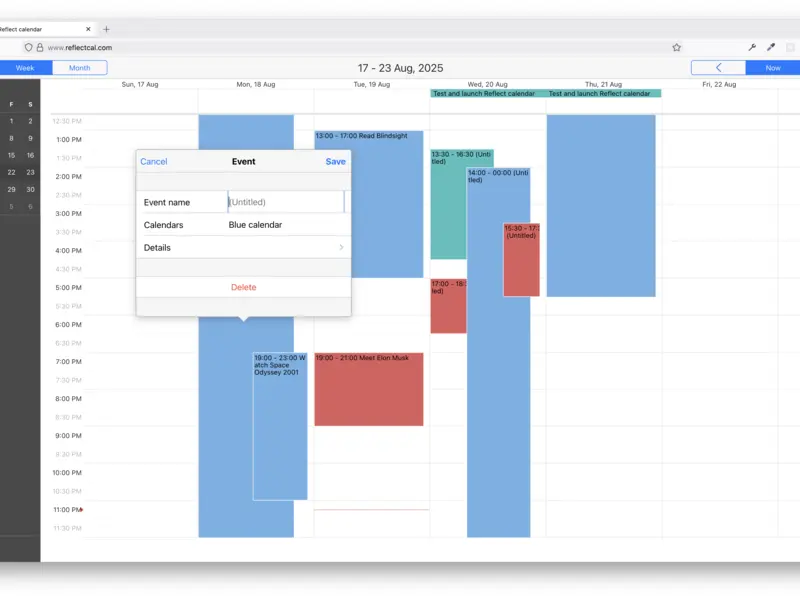 Reflect calendar
www.reflectcal.com
Week
Month
17 - 23 Aug, 2025
Now
Sun, 17 Aug
Mon, 18 Aug
Tue, 19 Aug
Wed, 20 Aug
Thu, 21 Aug
Fri, 22 Aug
Test and launch Reflect calendar
Test and launch Reflect calendar
F S
1 2
8 9
15 16
22 23
29 30
5 6
12:30 PM
1:00 PM
1:30 PM
2:00 PM
2:30 PM
3:00 PM
3:30 PM
4:00 PM
4:30 PM
5:00 PM
5:30 PM
6:00 PM
6:30 PM
7:00 PM
7:30 PM
8:00 PM
8:30 PM
9:00 PM
9:30 PM
10:00 PM
10:30 PM
11:00 PM
11:30 PM
Cancel
Event
Save
Event name
(Untitled)
Calendars
Blue calendar
Details
Delete
19:00 - 23:00 W
atch Space
Odyssey 2001
13:00 - 17:00 Read Blindsight
19:00 - 21:00 Meet Elon Musk
13:30 - 16:30 (Unti
tled)
14:00 - 00:00 (Unti
tled)
15:30 - 17:
(Untitled)
17:00 - 18:
led)